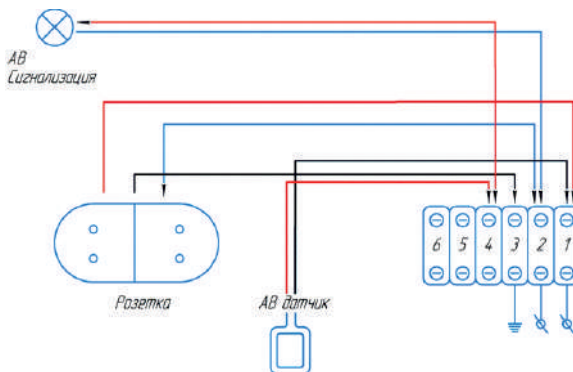 АВ
Сигнализация
6 5 4 3 2 1
Розетка
АВ датчик